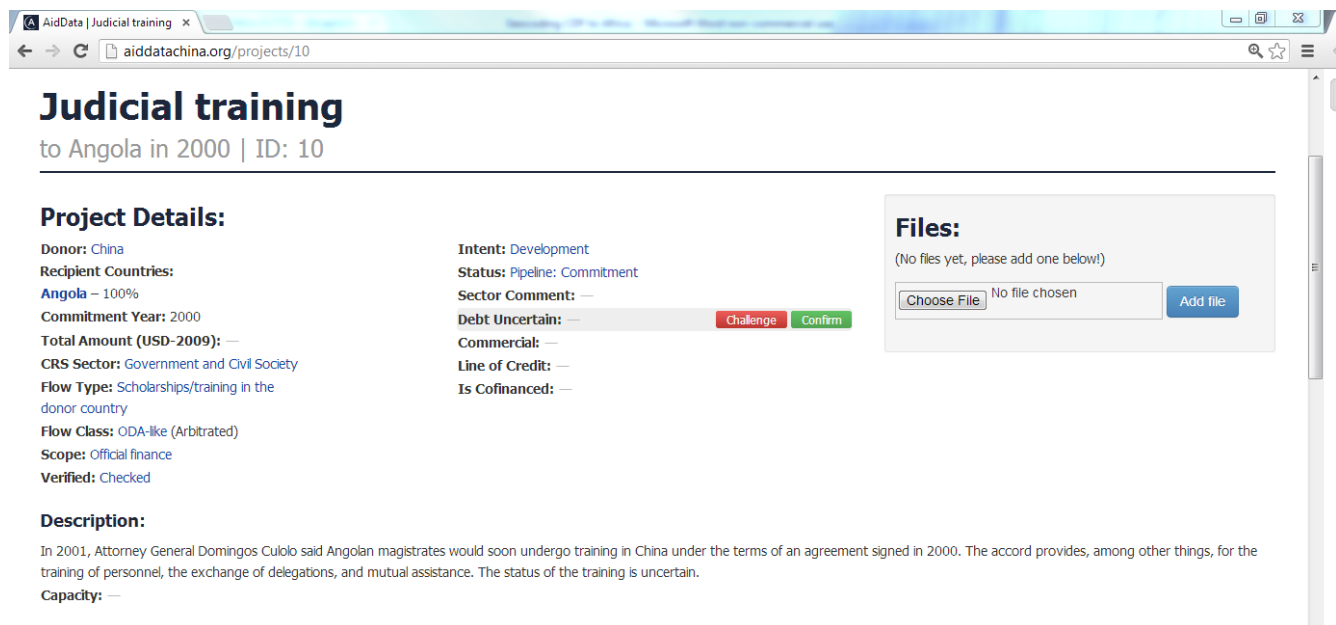 AidData | Judicial training ×
aiddatachina.org/projects/10
Judicial training
to Angola in 2000 | ID: 10
Project Details:
Donor: China
Recipient Countries:
Angola – 100%
Commitment Year: 2000
Total Amount (USD-2009): —
CRS Sector: Government and Civil Society
Flow Type: Scholarships/training in the
donor country
Flow Class: ODA-like (Arbitrated)
Scope: Official finance
Verified: Checked
Intent: Development
Status: Pipeline: Commitment
Sector Comment: —
Debt Uncertain: — Challenge Confirm
Commercial: —
Line of Credit: —
Is Cofinanced: —
Files:
(No files yet, please add one below!)
Choose File No file chosen Add file
Description:
In 2001, Attorney General Domingos Culolo said Angolan magistrates would soon undergo training in China under the terms of an agreement signed in 2000. The accord provides, among other things, for the
training of personnel, the exchange of delegations, and mutual assistance. The status of the training is uncertain.
Capacity: —